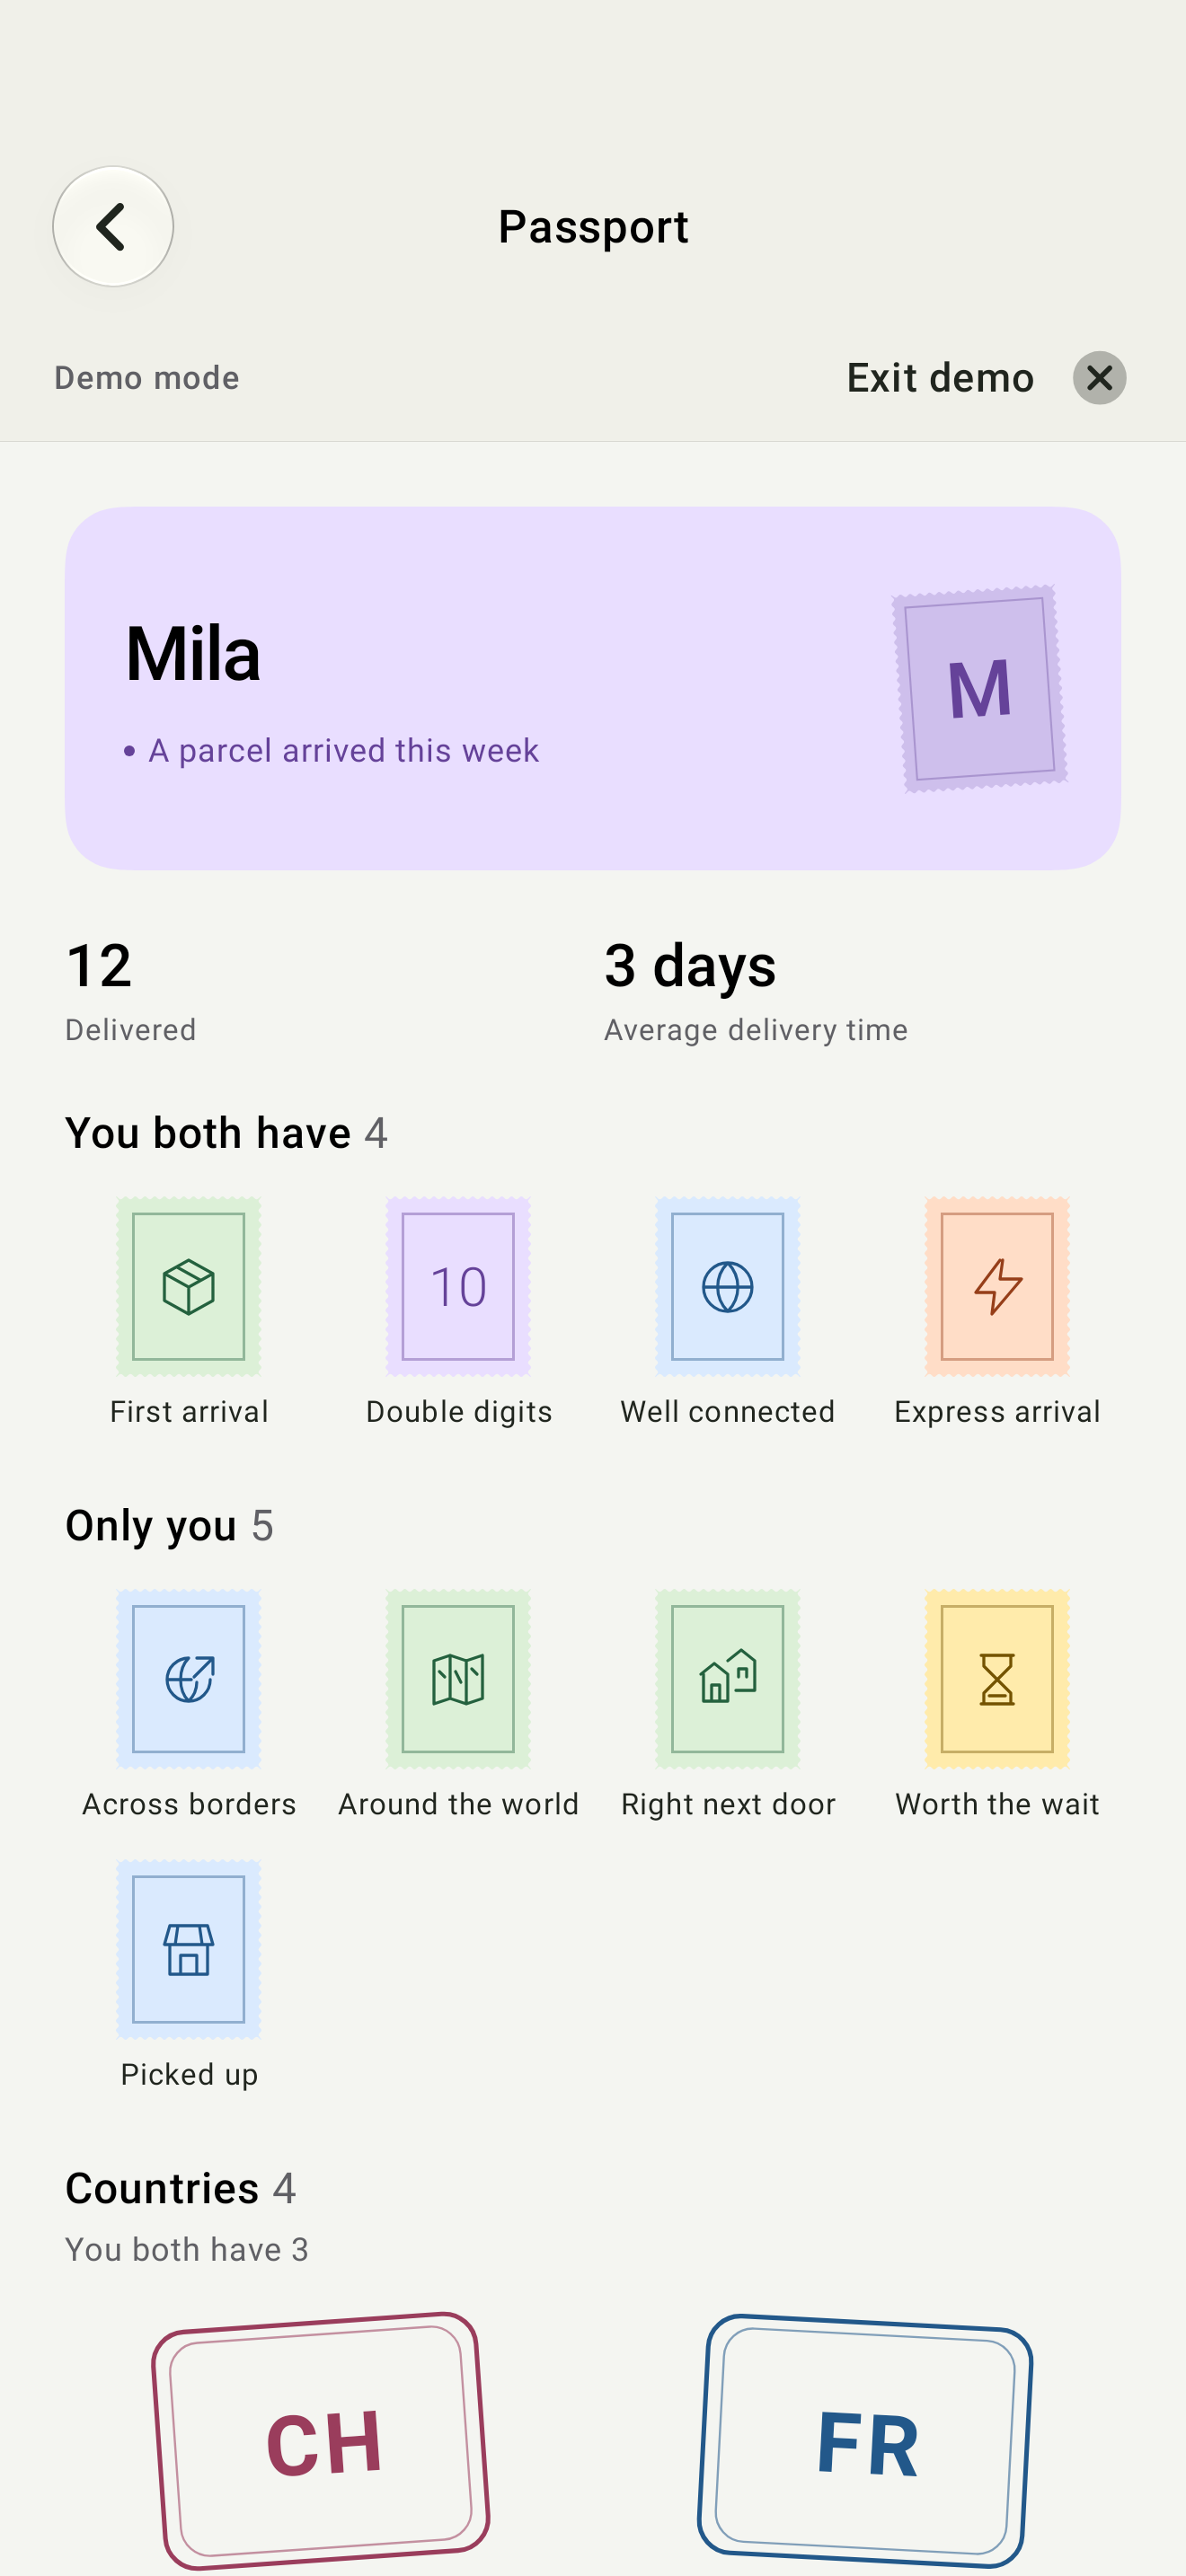 Passport
Demo mode
Exit demo
Mila
• A parcel arrived this week
M
12
Delivered
3 days
Average delivery time
You both have 4
10
First arrival
Double digits
Well connected
Express arrival
Only you 5
Across borders
Around the world
Right next door
Worth the wait
Picked up
Countries 4
You both have 3
CH
FR